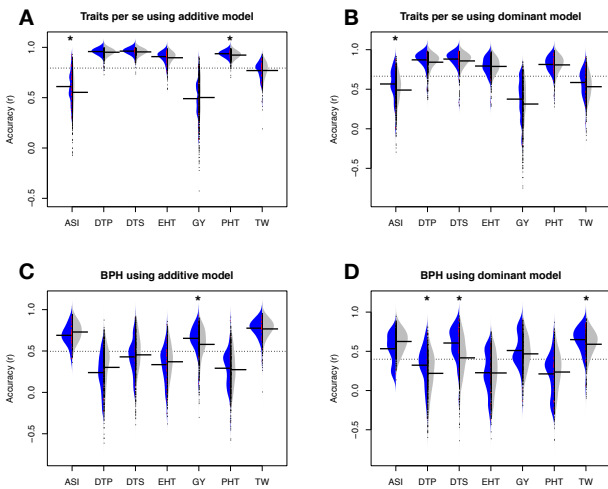 A
Traits per se using additive model
Accuracy (r)
1.0
0.5
0.0
−0.5
*
*
ASI DTP DTS EHT GY PHT TW
B
Traits per se using dominant model
Accuracy (r)
1.0
0.5
0.0
−0.5
*
ASI DTP DTS EHT GY PHT TW
C
BPH using additive model
Accuracy (r)
1.0
0.5
0.0
−0.5
*
ASI DTP DTS EHT GY PHT TW
D
BPH using dominant model
Accuracy (r)
1.0
0.5
0.0
−0.5
*
*
*
ASI DTP DTS EHT GY PHT TW